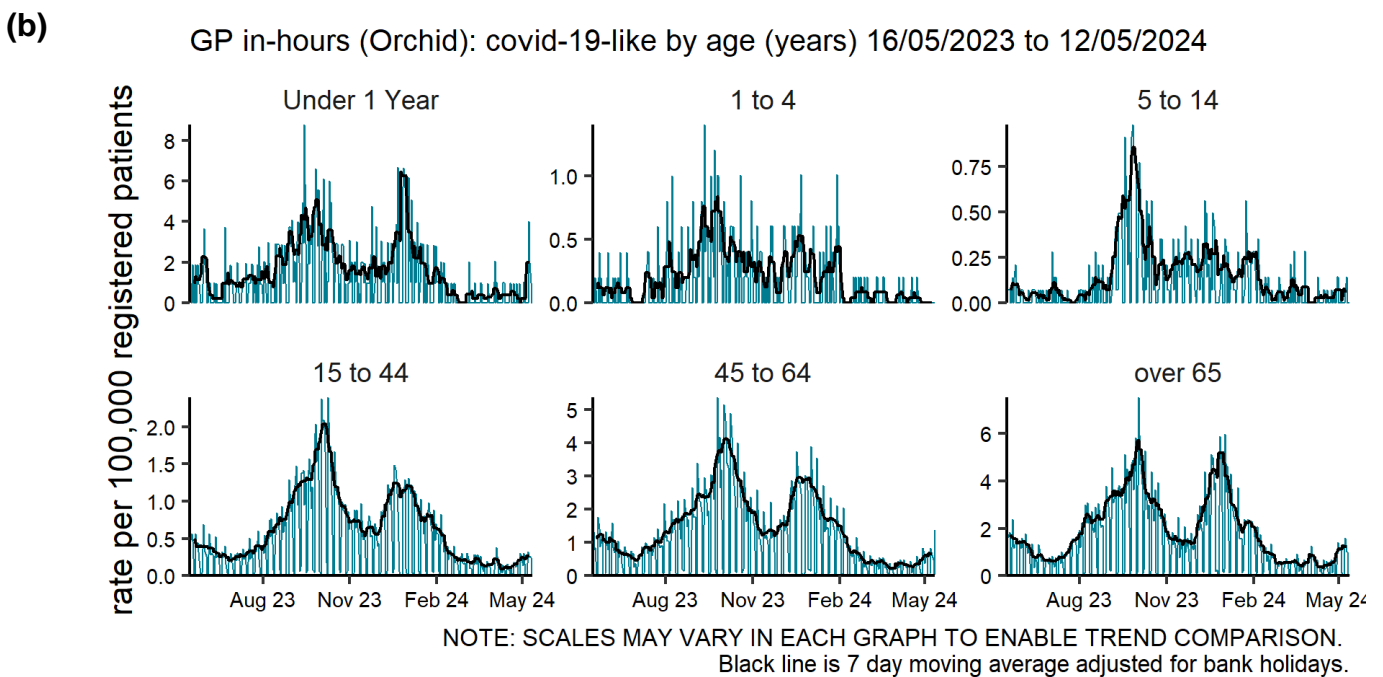 (b)
GP in-hours (Orchid): covid-19-like by age (years) 16/05/2023 to 12/05/2024
rate per 100,000 registered patients
Under 1 Year
8
6
4
2
0
1 to 4
1.0
0.5
0.0
5 to 14
0.75
0.50
0.25
0.00
15 to 44
2.0
1.5
1.0
0.5
0.0
Aug 23 Nov 23 Feb 24 May 24
45 to 64
5
4
3
2
1
0
Aug 23 Nov 23 Feb 24 May 24
over 65
6
4
2
0
Aug 23 Nov 23 Feb 24 May 24
NOTE: SCALES MAY VARY IN EACH GRAPH TO ENABLE TREND COMPARISON.
Black line is 7 day moving average adjusted for bank holidays.